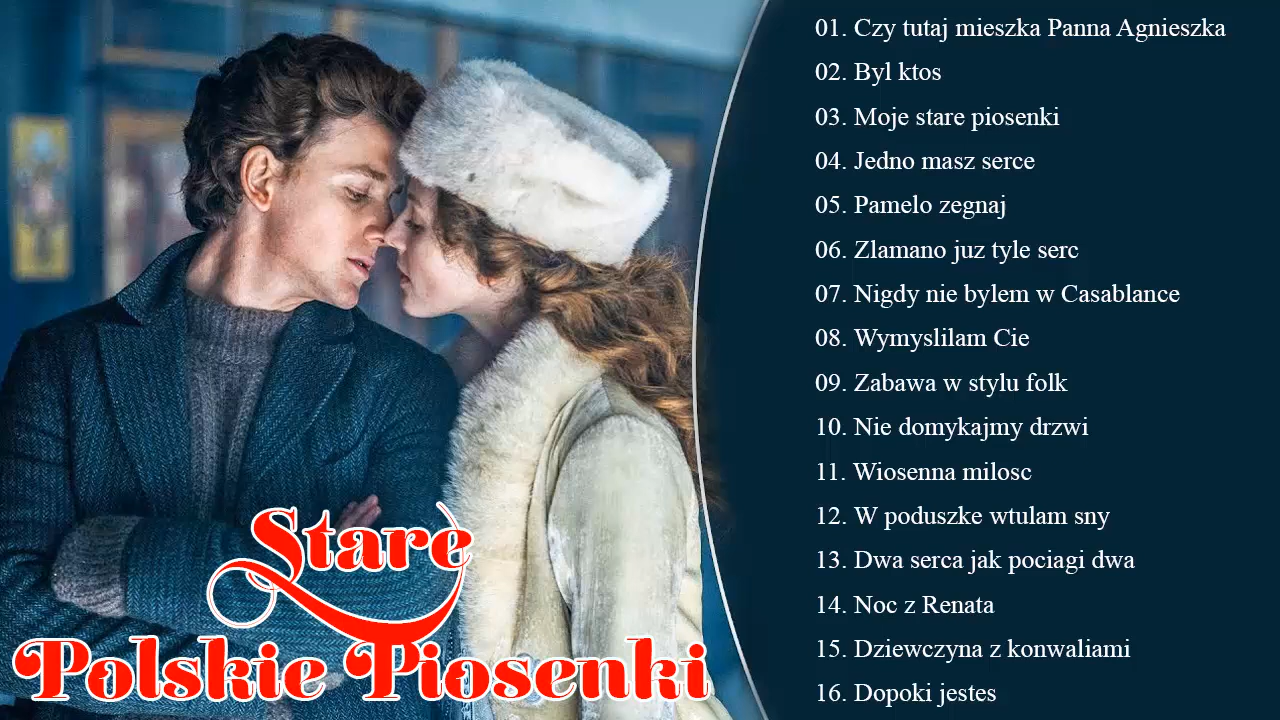 Stare
Polskie Piosenki
01. Czy tutaj mieszka Panna Agnieszka
02. Byl ktos
03. Moje stare piosenki
04. Jedno masz serce
05. Pamelo zegnaj
06. Zlamano juz tyle serc
07. Nigdy nie bylem w Casablance
08. Wymyslilam Cie
09. Zabawa w stylu folk
10. Nie domykajmy drzwi
11. Wiosenna milosc
12. W poduszke wtulam sny
13. Dwa serca jak pociagi dwa
14. Noc z Renata
15. Dziewczyna z konwaliami
16. Dopoki jestes